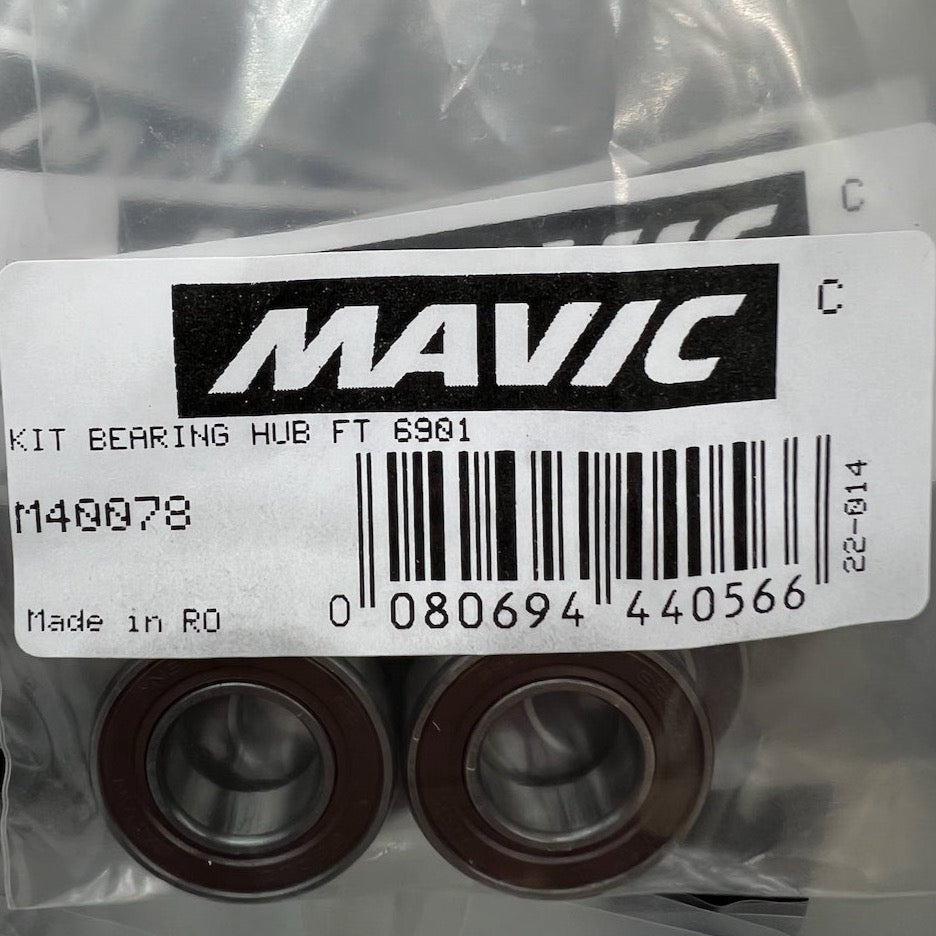 C
MAVIC
C
KIT BEARING HUB FT 6901
M40078
22-014
Made in RO
0 080694 440566